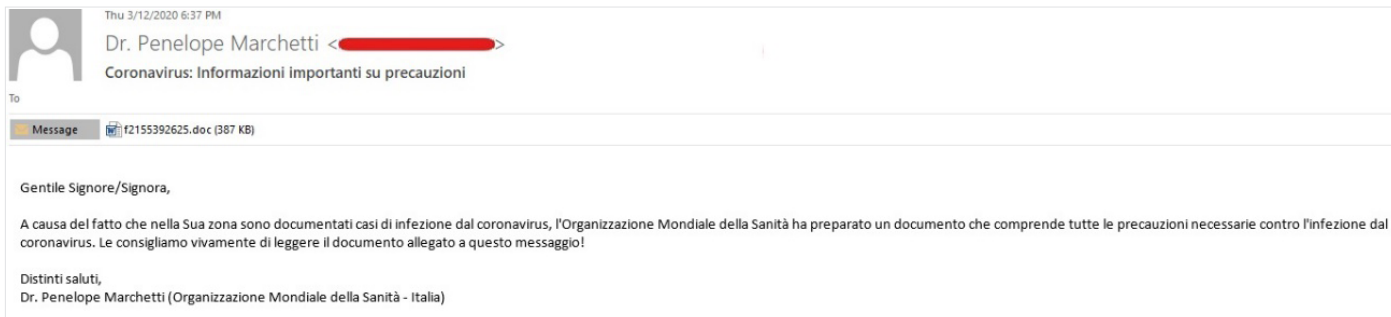 Thu 3/12/2020 6:37 PM
Dr. Penelope Marchetti < >
Coronavirus: Informazioni importanti su precauzioni
To
Message f2155392625.doc (387 KB)
Gentile Signore/Signora,
A causa del fatto che nella Sua zona sono documentati casi di infezione dal coronavirus, l'Organizzazione Mondiale della Sanità ha preparato un documento che comprende tutte le precauzioni necessarie contro l'infezione dal
coronavirus. Le consigliamo vivamente di leggere il documento allegato a questo messaggio!
Distinti saluti,
Dr. Penelope Marchetti (Organizzazione Mondiale della Sanità - Italia)